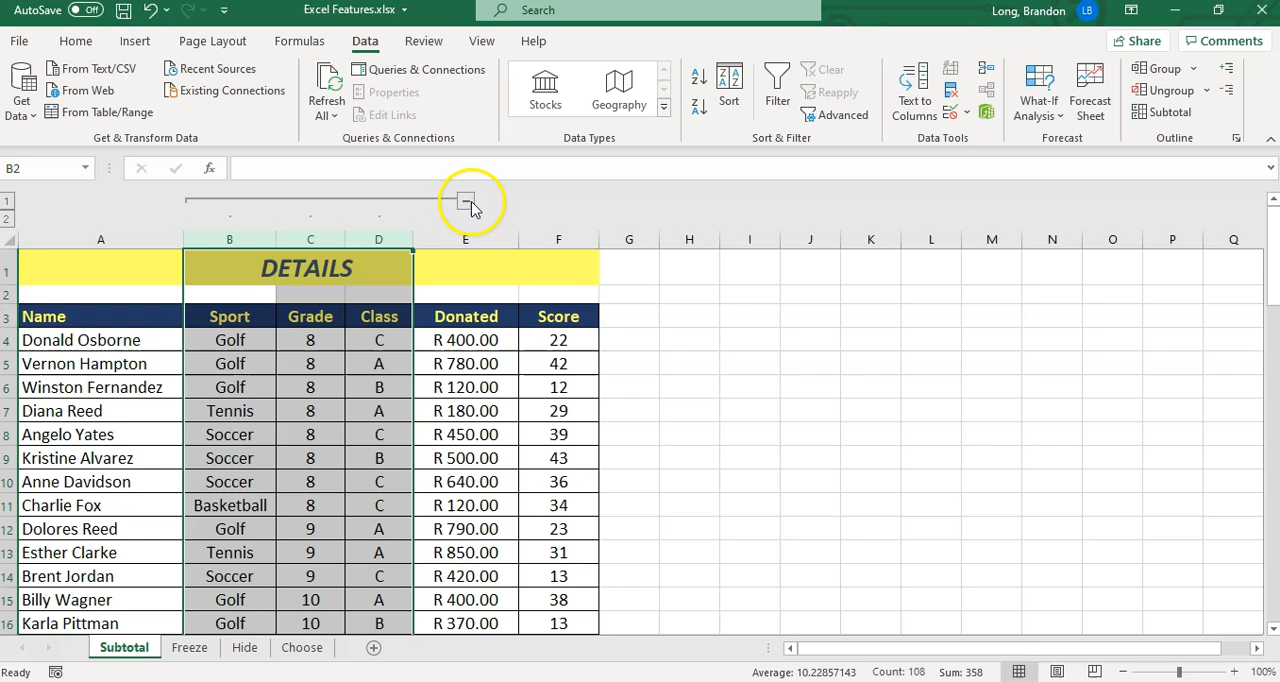 AutoSave Off Excel Features.xlsx Search Long, Brandon LB
File Home Insert Page Layout Formulas Data Review View Help Share Comments
Get Data From Text/CSV From Web From Table/Range Recent Sources Existing Connections
Refresh All Queries & Connections Properties Edit Links
Stocks Geography
Sort Filter Clear Reapply Advanced
Text to Columns
What-If Analysis Forecast Sheet
Group Ungroup Subtotal
Get & Transform Data Queries & Connections Data Types Sort & Filter Data Tools Forecast Outline
B2 fx
1
2
A B C D E F G H I J K L M N O P Q
1 DETAILS
2
3 Name Sport Grade Class Donated Score
4 Donald Osborne Golf 8 C R 400.00 22
5 Vernon Hampton Golf 8 A R 780.00 42
6 Winston Fernandez Golf 8 B R 120.00 12
7 Diana Reed Tennis 8 A R 180.00 29
8 Angelo Yates Soccer 8 C R 450.00 39
9 Kristine Alvarez Soccer 8 B R 500.00 43
10 Anne Davidson Soccer 8 C R 640.00 36
11 Charlie Fox Basketball 8 C R 120.00 34
12 Dolores Reed Golf 9 A R 790.00 23
13 Esther Clarke Tennis 9 A R 850.00 31
14 Brent Jordan Soccer 9 C R 420.00 13
15 Billy Wagner Golf 10 A R 400.00 38
16 Karla Pittman Golf 10 B R 370.00 13
Subtotal Freeze Hide Choose
Ready Average: 10.22857143 Count: 108 Sum: 358 100%